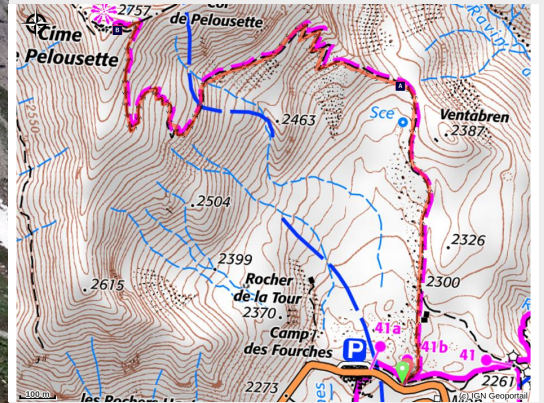 2757
Col
de Pelousette
B
Cime
Pelousette
Ravin
A
2550
Sce
Ventabren
2387
2463
2504
2326
2399
2615
2300
Rocher
de la Tour
2370
Camp
des Fourches
P
41a
41b
41
2273
2261
100 m
(c) IGN Geoportail